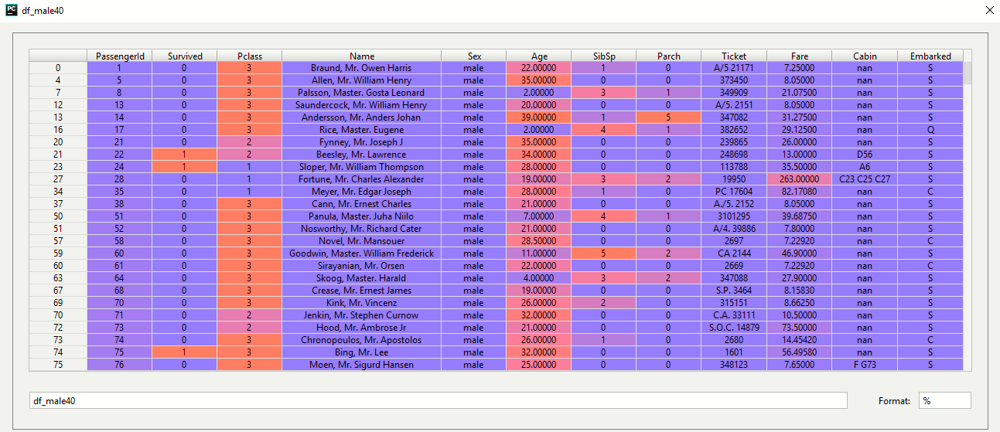 PC df_male40
PassengerId Survived Pclass Name Sex Age SibSp Parch Ticket Fare Cabin Embarked
0 1 0 3 Braund, Mr. Owen Harris male 22.00000 1 0 A/5 21171 7.25000 nan S
4 5 0 3 Allen, Mr. William Henry male 35.00000 0 0 373450 8.05000 nan S
7 8 0 3 Palsson, Master. Gosta Leonard male 2.00000 3 1 349909 21.07500 nan S
12 13 0 3 Saundercock, Mr. William Henry male 20.00000 0 0 A/5. 2151 8.05000 nan S
13 14 0 3 Andersson, Mr. Anders Johan male 39.00000 1 5 347082 31.27500 nan S
16 17 0 3 Rice, Master. Eugene male 2.00000 4 1 382652 29.12500 nan Q
20 21 0 2 Fynney, Mr. Joseph J male 35.00000 0 0 239865 26.00000 nan S
21 22 1 2 Beesley, Mr. Lawrence male 34.00000 0 0 248698 13.00000 D56 S
23 24 1 1 Sloper, Mr. William Thompson male 28.00000 0 0 113788 35.50000 A6 S
27 28 0 1 Fortune, Mr. Charles Alexander male 19.00000 3 2 19950 263.00000 C23 C25 C27 S
34 35 0 1 Meyer, Mr. Edgar Joseph male 28.00000 1 0 PC 17604 82.17080 nan C
37 38 0 3 Cann, Mr. Ernest Charles male 21.00000 0 0 A./5. 2152 8.05000 nan S
50 51 0 3 Panula, Master. Juha Niilo male 7.00000 4 1 3101295 39.68750 nan S
51 52 0 3 Nosworthy, Mr. Richard Cater male 21.00000 0 0 A/4. 39886 7.80000 nan S
57 58 0 3 Novel, Mr. Mansouer male 28.50000 0 0 2697 7.22920 nan C
59 60 0 3 Goodwin, Master. William Frederick male 11.00000 5 2 CA 2144 46.90000 nan S
60 61 0 3 Sirayanian, Mr. Orsen male 22.00000 0 0 2669 7.22920 nan C
63 64 0 3 Skoog, Master. Harald male 4.00000 3 2 347088 27.90000 nan S
67 68 0 3 Crease, Mr. Ernest James male 19.00000 0 0 S.P. 3464 8.15830 nan S
69 70 0 3 Kink, Mr. Vincenz male 26.00000 2 0 315151 8.66250 nan S
70 71 0 2 Jenkin, Mr. Stephen Curnow male 32.00000 0 0 C.A. 33111 10.50000 nan S
72 73 0 2 Hood, Mr. Ambrose Jr male 21.00000 0 0 S.O.C. 14879 73.50000 nan S
73 74 0 3 Chronopoulos, Mr. Apostolos male 26.00000 1 0 2680 14.45420 nan C
74 75 1 3 Bing, Mr. Lee male 32.00000 0 0 1601 56.49580 nan S
75 76 0 3 Moen, Mr. Sigurd Hansen male 25.00000 0 0 348123 7.65000 F G73 S
df_male40 Format: %